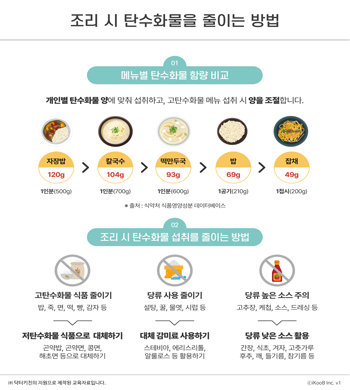 조리 시 탄수화물을 줄이는 방법
01
메뉴별 탄수화물 함량 비교
개인별 탄수화물 양에 맞춰 섭취하고, 고탄수화물 메뉴 섭취 시 양을 조절합니다.
자장밥 칼국수 떡만둣국 밥 잡채
120g 104g 93g 69g 49g
1인분(500g) 1인분(700g) 1인분(600g) 1공기(210g) 1접시(200g)
* 출처 : 식약처 식품영양성분 데이터베이스
02
조리 시 탄수화물 섭취를 줄이는 방법
고탄수화물 식품 줄이기
밥, 죽, 면, 떡, 빵, 감자 등
저탄수화물 식품으로 대체하기
곤약밥, 곤약면, 콩면,
해초면 등으로 대체하기
당류 사용 줄이기
설탕, 꿀, 물엿, 시럽 등
대체 감미료 사용하기
스테비아, 에리스리톨,
알룰로스 등 활용하기
당류 높은 소스 주의
고추장, 케첩, 소스, 드레싱 등
당류 낮은 소스 활용
간장, 식초, 겨자, 고춧가루
후추, 깨, 들기름, 참기름 등
※ 닥터키친의 지원으로 제작된 교육자료입니다.